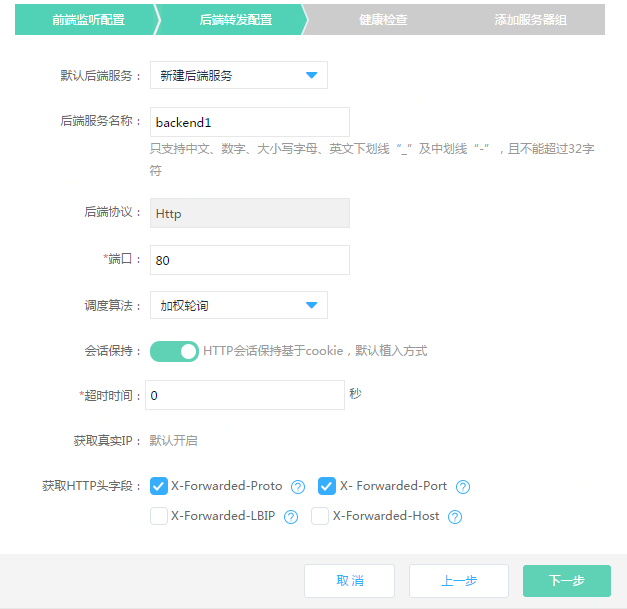 前端监听配置 后端转发配置 健康检查 添加服务器组
默认后端服务： 新建后端服务
后端服务名称： backend1
只支持中文、数字、大小写字母、英文下划线“_”及中划线“-”，且不能超过32字
符
后端协议： Http
*端口： 80
调度算法： 加权轮询
会话保持： HTTP会话保持基于cookie，默认植入方式
*超时时间： 0 秒
获取真实IP： 默认开启
获取HTTP头字段： X-Forwarded-Proto ? X- Forwarded-Port ?
X-Forwarded-LBIP ? X-Forwarded-Host ?
取消 上一步 下一步